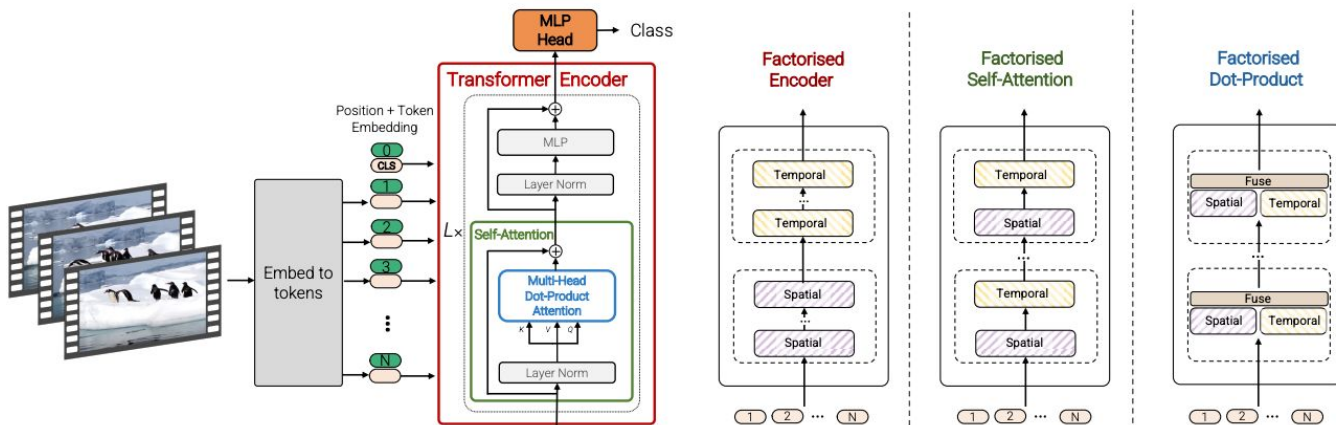 MLP
Head
Class
Transformer Encoder
Position + Token
Embedding
0
CLS
1
2
3
N
Embed to
tokens
L×
MLP
Layer Norm
Self-Attention
Multi-Head
Dot-Product
Attention
K V Q
Layer Norm
Factorised
Encoder
Temporal
Temporal
Spatial
Spatial
1 2 ... N
Factorised
Self-Attention
Temporal
Spatial
Temporal
Spatial
1 2 ... N
Factorised
Dot-Product
Fuse
Spatial Temporal
Fuse
Spatial Temporal
1 2 ... N